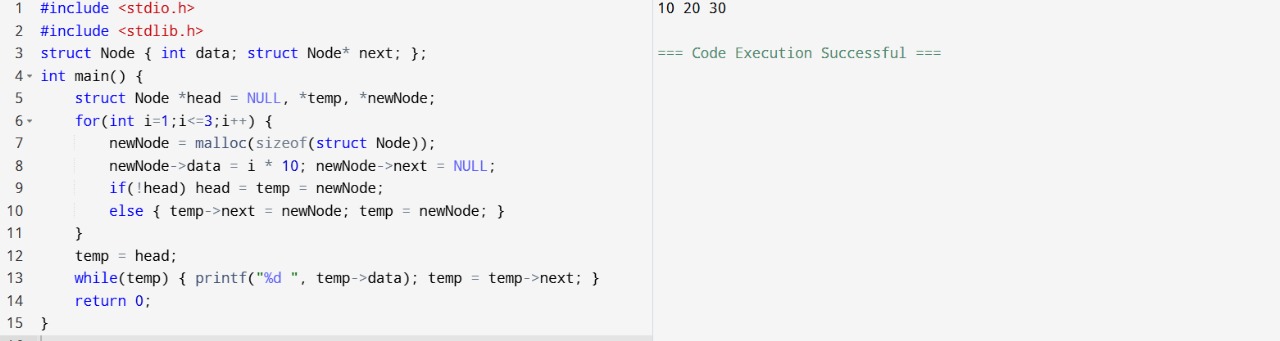 1 #include <stdio.h>
2 #include <stdlib.h>
3 struct Node { int data; struct Node* next; };
4 int main() {
5     struct Node *head = NULL, *temp, *newNode;
6     for(int i=1;i<=3;i++) {
7         newNode = malloc(sizeof(struct Node));
8         newNode->data = i * 10; newNode->next = NULL;
9         if(!head) head = temp = newNode;
10         else { temp->next = newNode; temp = newNode; }
11     }
12     temp = head;
13     while(temp) { printf("%d ", temp->data); temp = temp->next; }
14     return 0;
15 }
10 20 30
=== Code Execution Successful ===